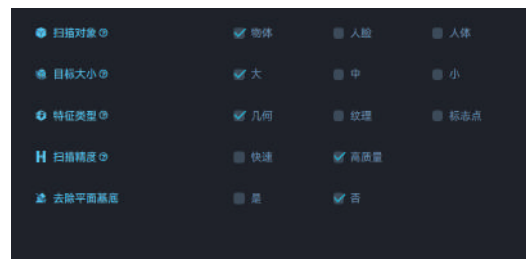 扫描对象 物体 人脸 人体
目标大小 大 中 小
特征类型 几何 纹理 标志点
扫描精度 快速 高质量
去除平面基底 是 否